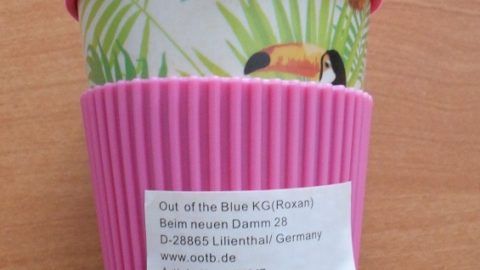 Out of the Blue KG(Roxan)
Beim neuen Damm 28
D-28865 Lilienthal/ Germany
www.ootb.de